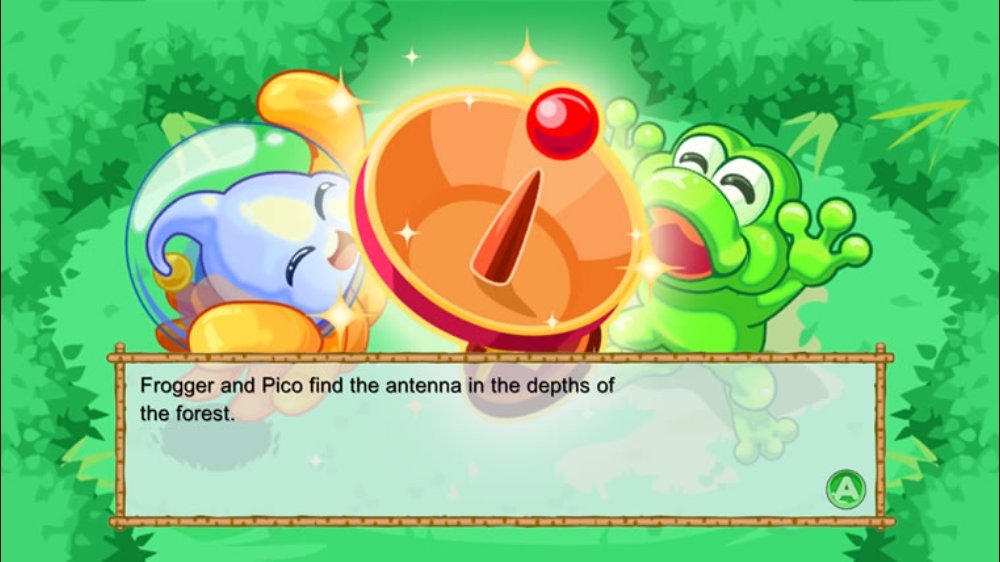 Frogger and Pico find the antenna in the depths of
the forest.
A